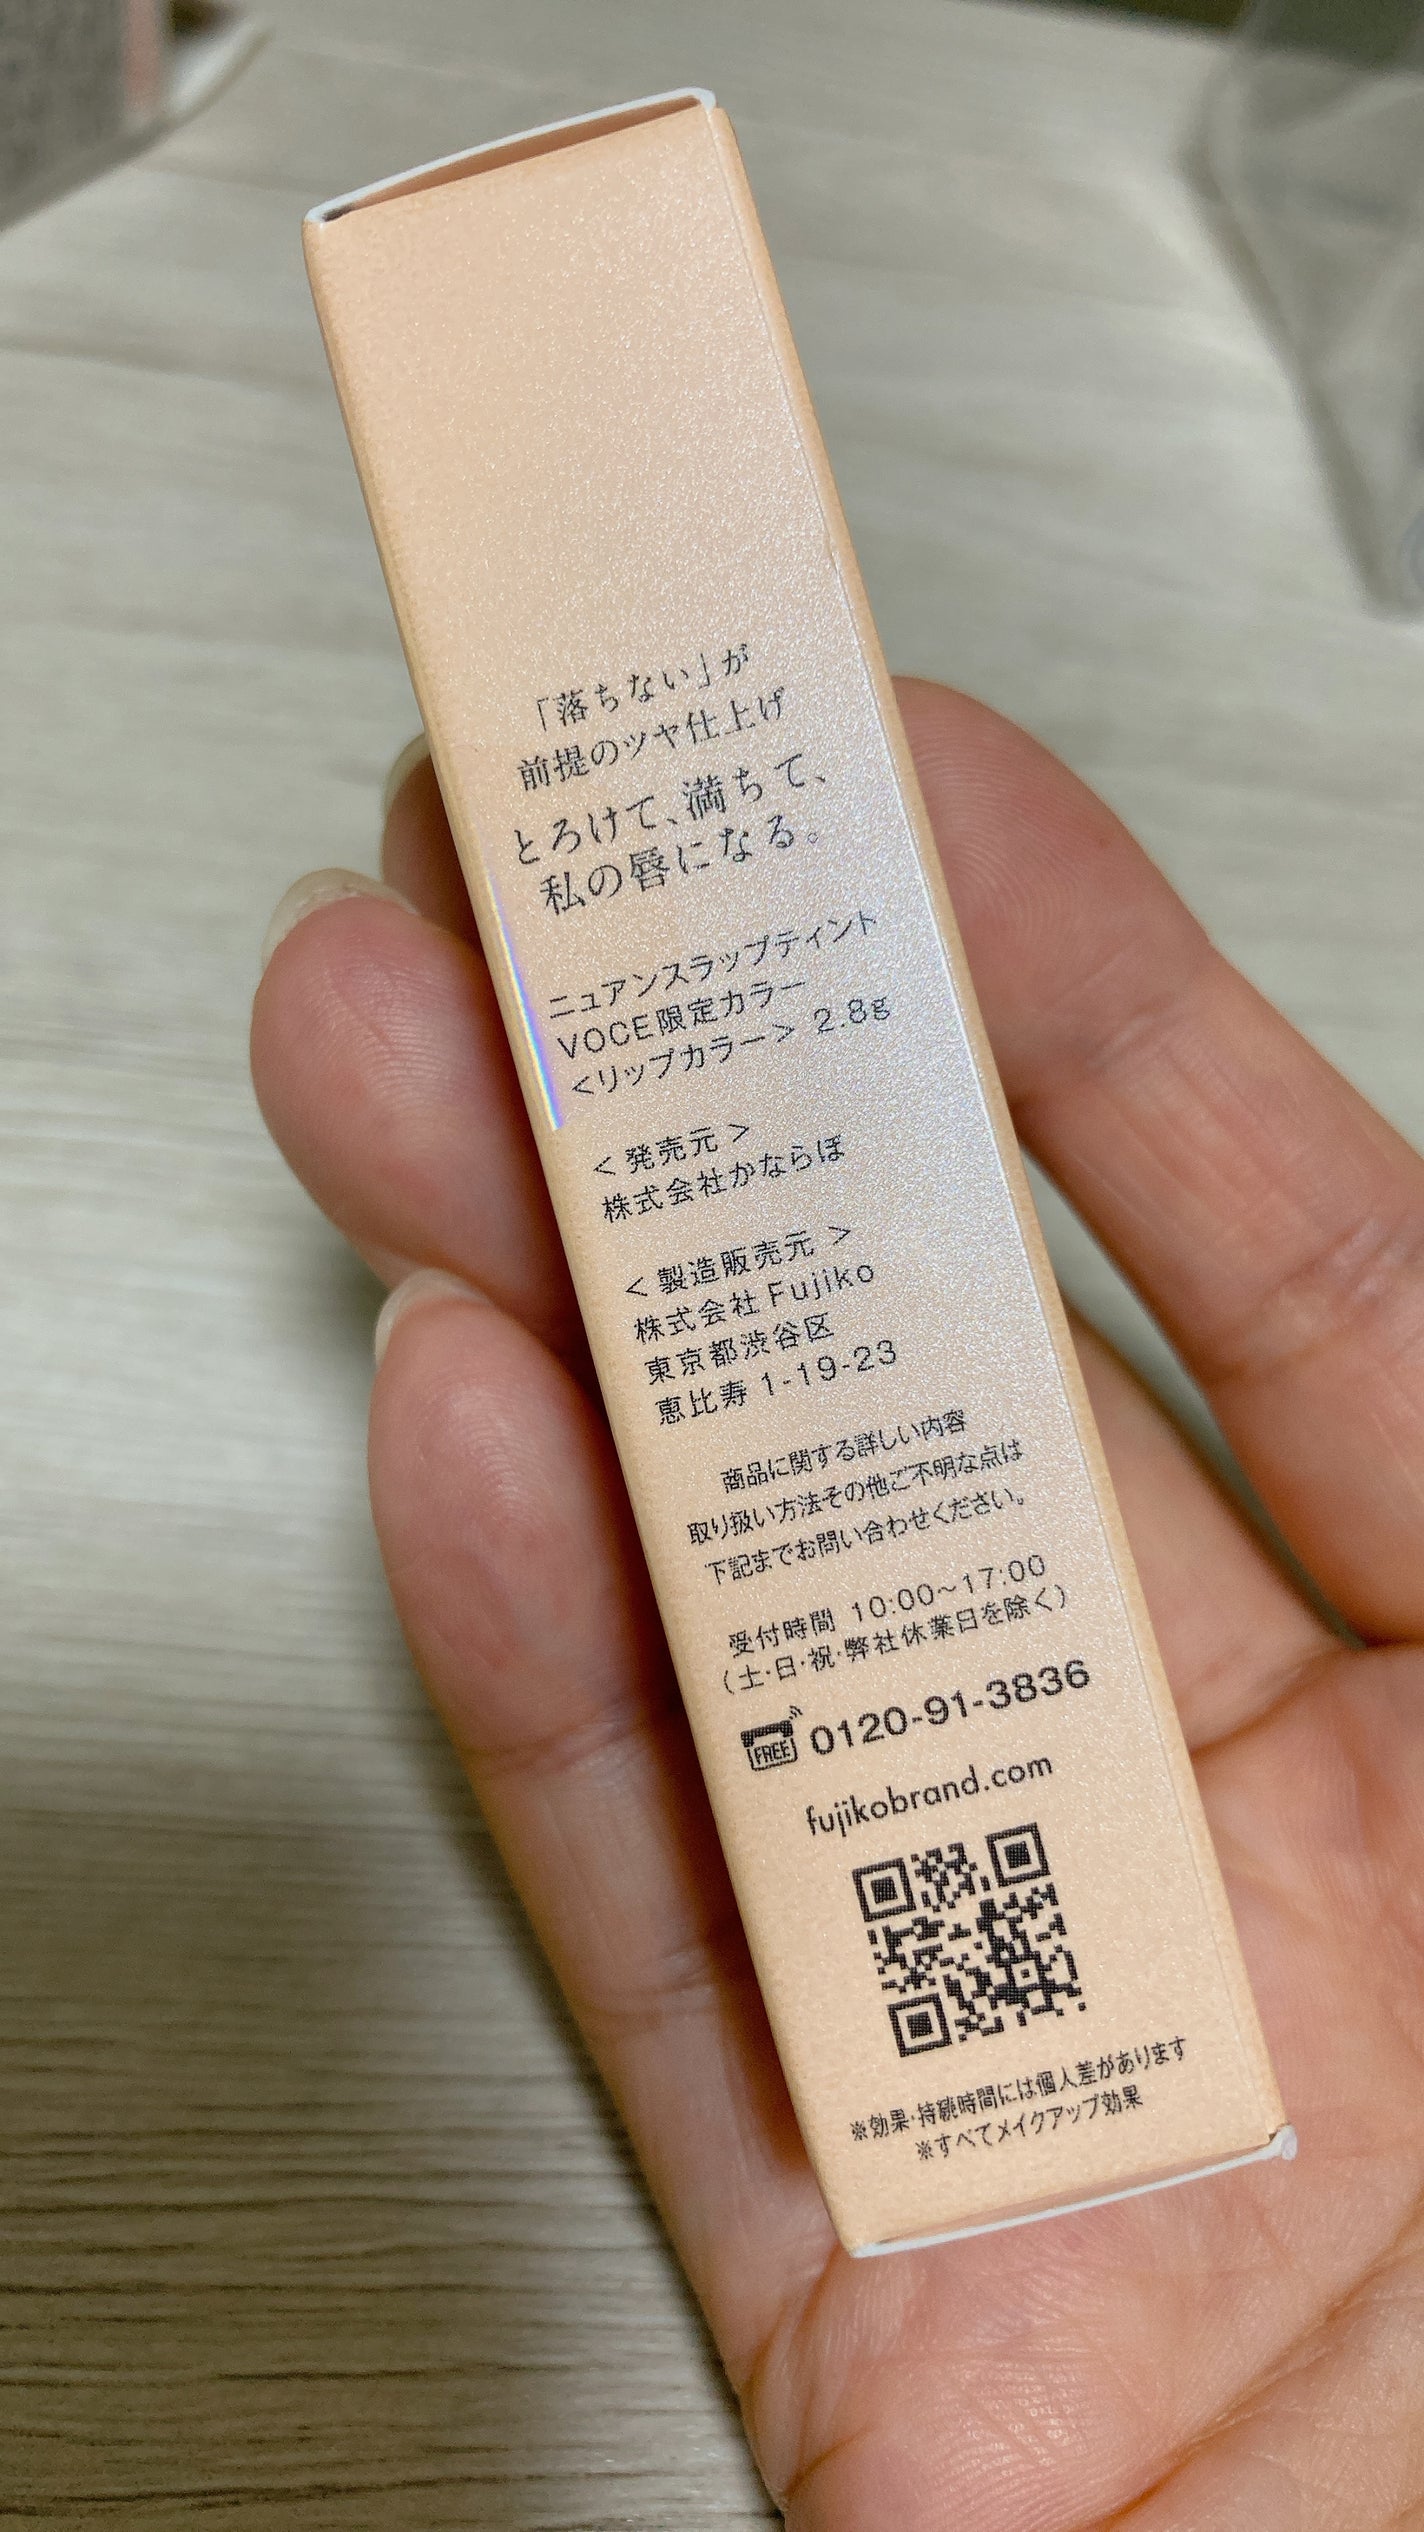 「落ちない」が
前提のツヤ仕上げ
とろけて、満ちて、
私の唇になる。
ニュアンスラップティント
VOCE限定カラー
<リップカラー> 2.8g
< 発売元 >
株式会社かならぼ
< 製造販売元 >
株式会社 Fujiko
東京都渋谷区
恵比寿 1-19-23
商品に関する詳しい内容
取り扱い方法その他ご不明な点は
下記までお問い合わせください。
受付時間 10:00~17:00
(土・日・祝・弊社休業日を除く)
FREE 0120-91-3836
fujikobrand.com
※効果・持続時間には個人差があります
※すべてメイクアップ効果